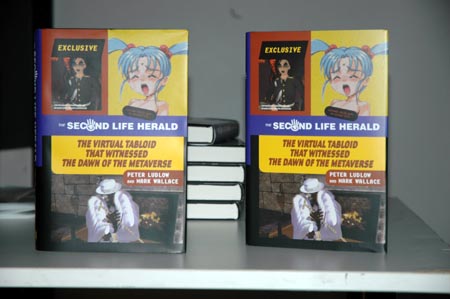 EXCLUSIVE
THE SECOND LIFE HERALD
THE VIRTUAL TABLOID
THAT WITNESSED
THE DAWN OF THE METAVERSE
PETER LUDLOW
AND MARK WALLACE
EXCLUSIVE
THE SECOND LIFE HERALD
THE VIRTUAL TABLOID
THAT WITNESSED
THE DAWN OF THE METAVERSE
PETER LUDLOW
AND MARK WALLACE